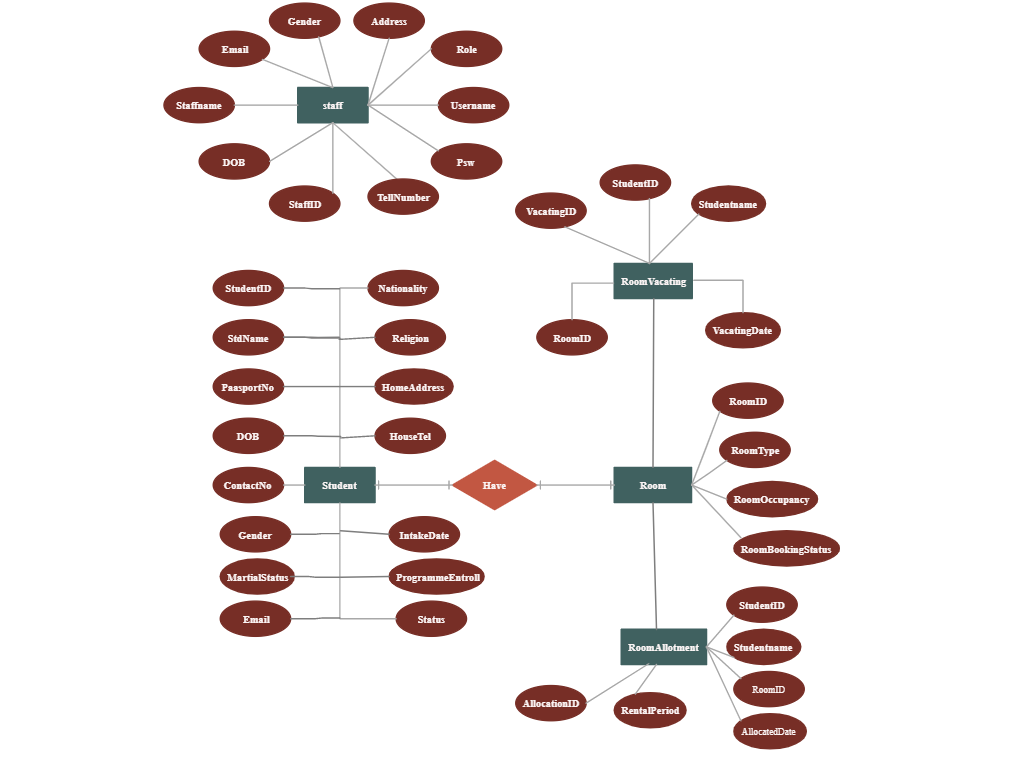 Gender
Address
Email
Role
Staffname
staff
Username
DOB
Psw
StaffID
TellNumber
StudentID
VacatingID
Studentname
RoomVacating
RoomID
VacatingDate
StudentID
Nationality
StdName
Religion
PaasportNo
HomeAddress
DOB
HouseTel
ContactNo
Student
Have
Room
Gender
IntakeDate
MartialStatus
ProgrammeEntroll
Email
Status
RoomID
RoomType
RoomOccupancy
RoomBookingStatus
StudentID
RoomAllotment
Studentname
RoomID
AllocationID
RentalPeriod
AllocatedDate